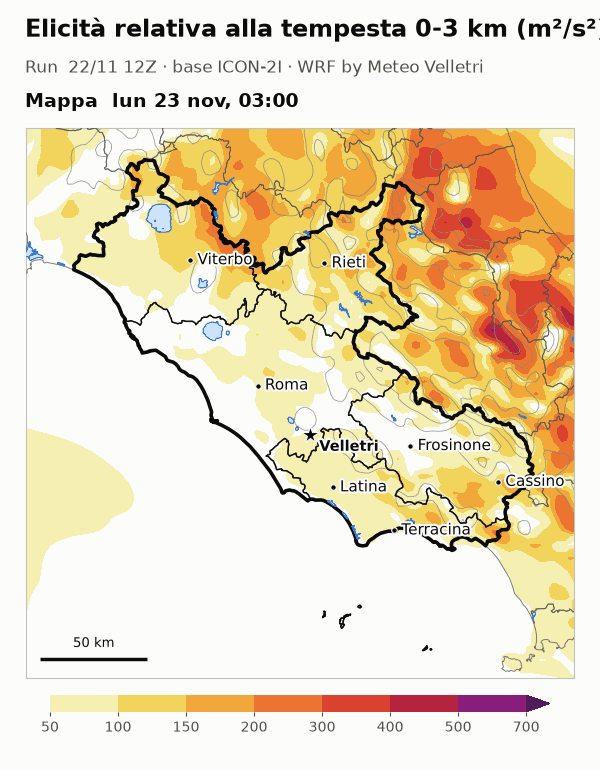 Elicità relativa alla tempesta 0-3 km (m²/s²)
Run 22/11 12Z · base ICON-2I · WRF by Meteo Velletri
Mappa lun 23 nov, 03:00
Viterbo
Rieti
Roma
Velletri
Frosinone
Latina
Cassino
Terracina
50 km
50 100 150 200 300 400 500 700